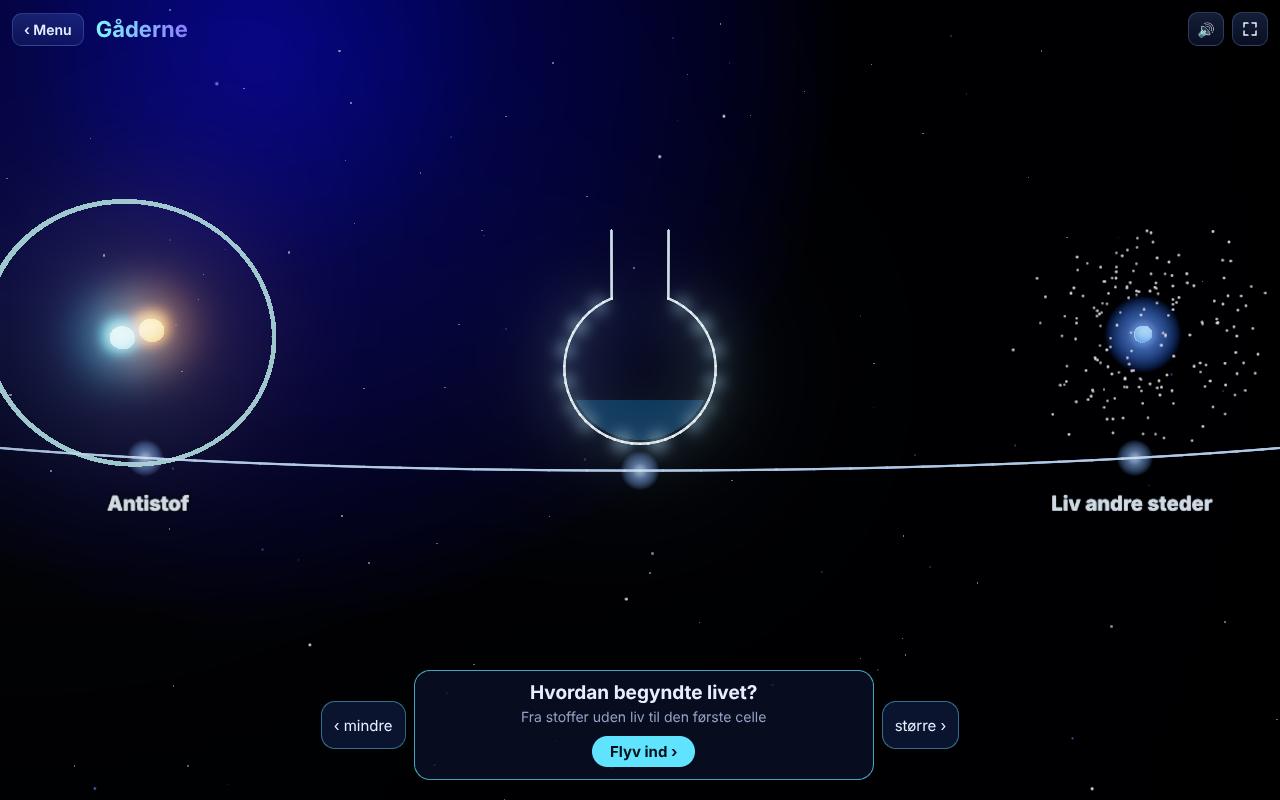 ‹ Menu
Gåderne
Antistof
Liv andre steder
Hvordan begyndte livet?
Fra stoffer uden liv til den første celle
‹ mindre
Flyv ind ›
større ›